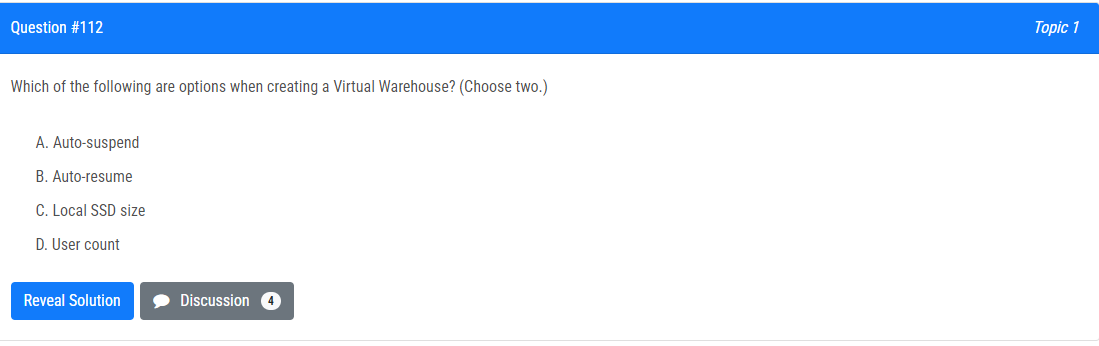 Question #112
Topic 1
Which of the following are options when creating a Virtual Warehouse? (Choose two.)
A. Auto-suspend
B. Auto-resume
C. Local SSD size
D. User count
Reveal Solution
Discussion 4